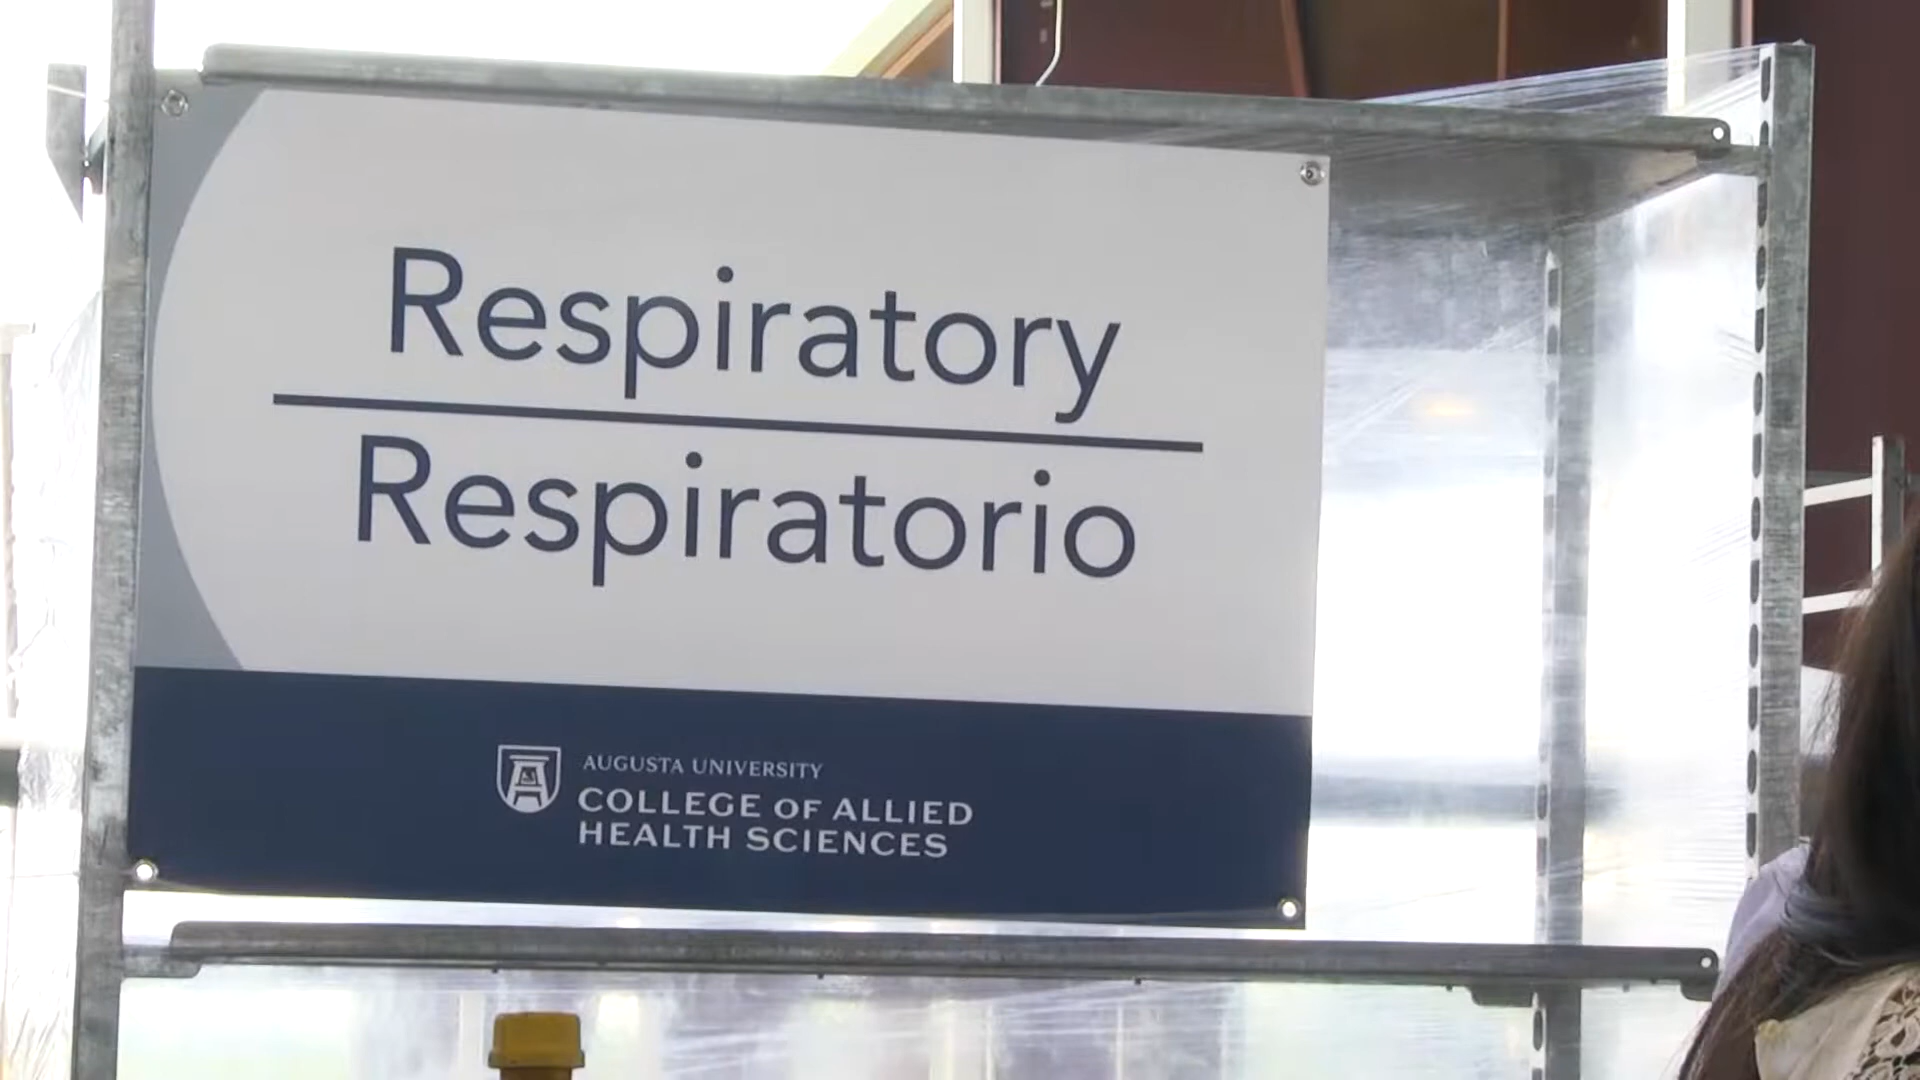 Respiratory
Respiratorio
AUGUSTA UNIVERSITY
COLLEGE OF ALLIED
HEALTH SCIENCES